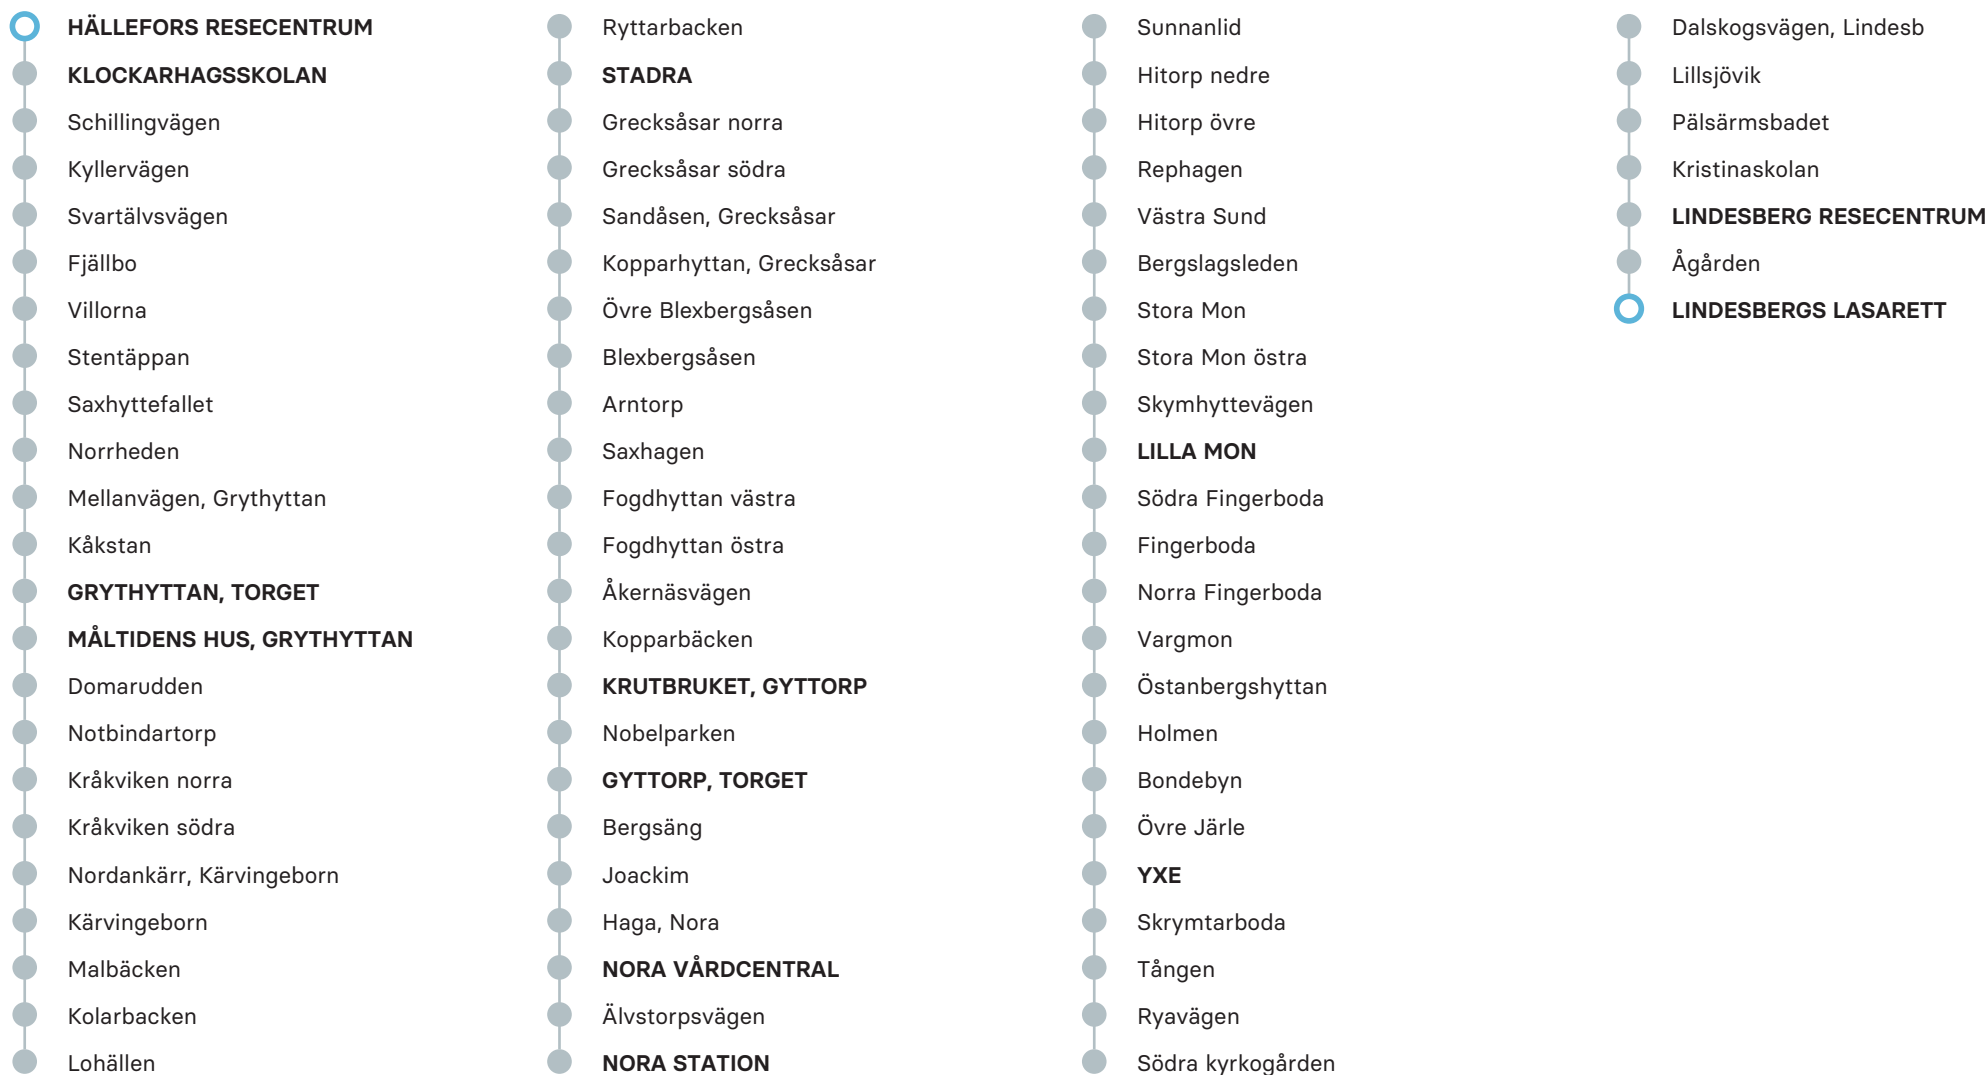 HÄLLEFORS RESECENTRUM
KLOCKARHAGSSKOLAN
Schillingvägen
Kyllervägen
Svartälvsvägen
Fjällbo
Villorna
Stentäppan
Saxhyttefallet
Norrheden
Mellanvägen, Grythyttan
Kåkstan
GRYTHYTTAN, TORGET
MÅLTIDENS HUS, GRYTHYTTAN
Domarudden
Notbindartorp
Kråkviken norra
Kråkviken södra
Nordankärr, Kärvingeborn
Kärvingeborn
Malbäcken
Kolarbacken
Lohällen
Ryttarbacken
STADRA
Grecksåsar norra
Grecksåsar södra
Sandåsen, Grecksåsar
Kopparhyttan, Grecksåsar
Övre Blexbergsåsen
Blexbergsåsen
Arntorp
Saxhagen
Fogdhyttan västra
Fogdhyttan östra
Åkernäsvägen
Kopparbäcken
KRUTBRUKET, GYTTORP
Nobelparken
GYTTORP, TORGET
Bergsäng
Joackim
Haga, Nora
NORA VÅRDCENTRAL
Älvstorpsvägen
NORA STATION
Sunnanlid
Hitorp nedre
Hitorp övre
Rephagen
Västra Sund
Bergslagsleden
Stora Mon
Stora Mon östra
Skymhyttevägen
LILLA MON
Södra Fingerboda
Fingerboda
Norra Fingerboda
Vargmon
Östanbergshyttan
Holmen
Bondebyn
Övre Järle
YXE
Skrymtarboda
Tången
Ryavägen
Södra kyrkogården
Dalskogsvägen, Lindesb
Lillsjövik
Pälsärmsbadet
Kristinaskolan
LINDESBERG RESECENTRUM
Ågården
LINDESBERGS LASARETT